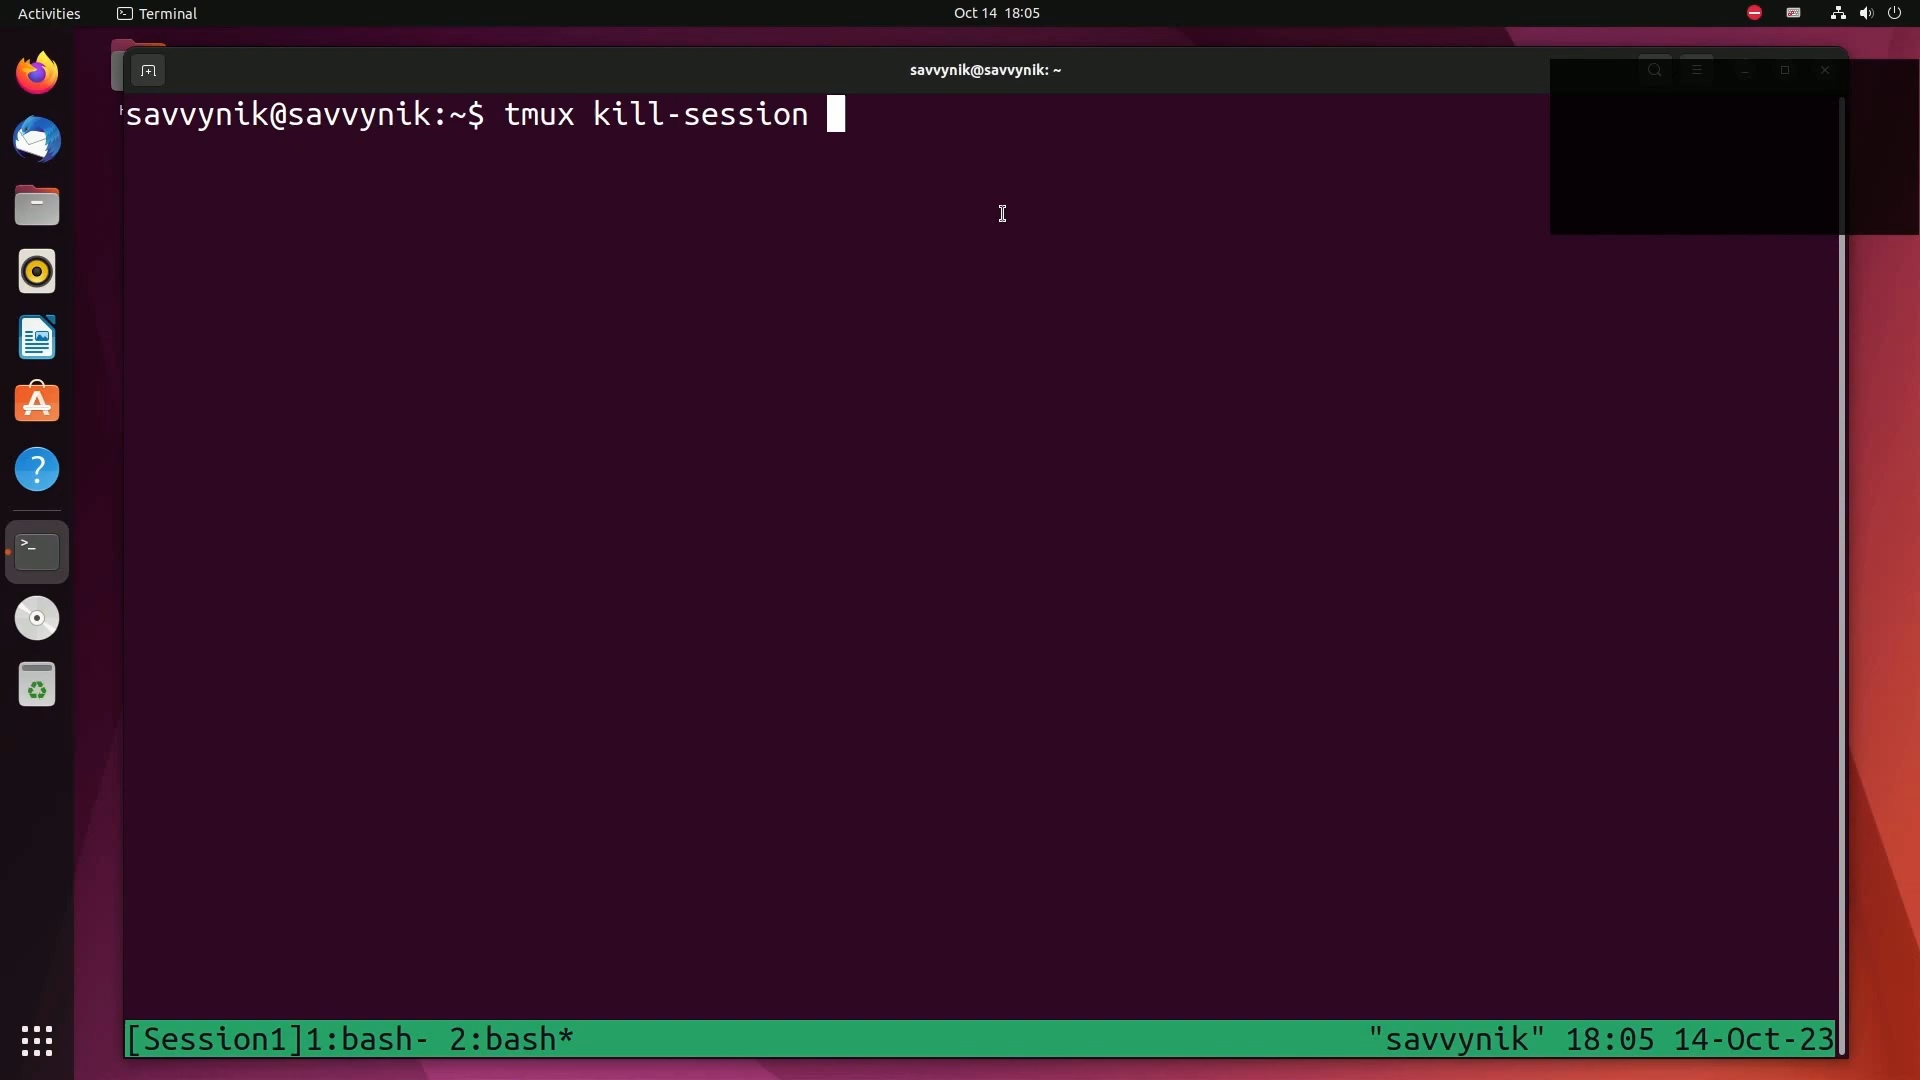 Activities Terminal Oct 14 18:05
savvynik@savvynik: ~
savvynik@savvynik:~$ tmux kill-session
[Session1]1:bash- 2:bash* "savvynik" 18:05 14-Oct-23